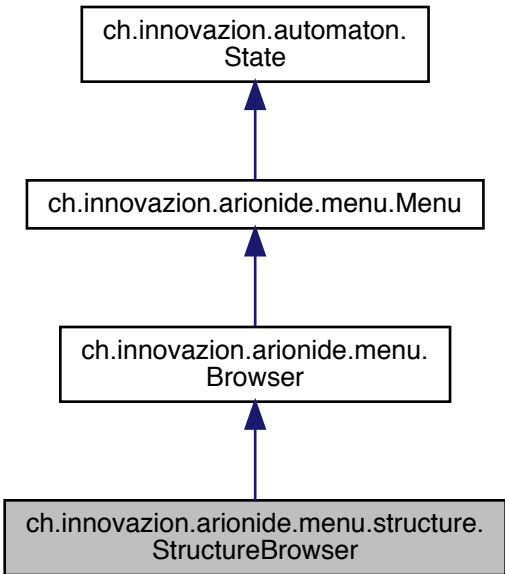 ch.innovazion.automaton.
State
ch.innovazion.arionide.menu.Menu
ch.innovazion.arionide.menu.
Browser
ch.innovazion.arionide.menu.structure.
StructureBrowser